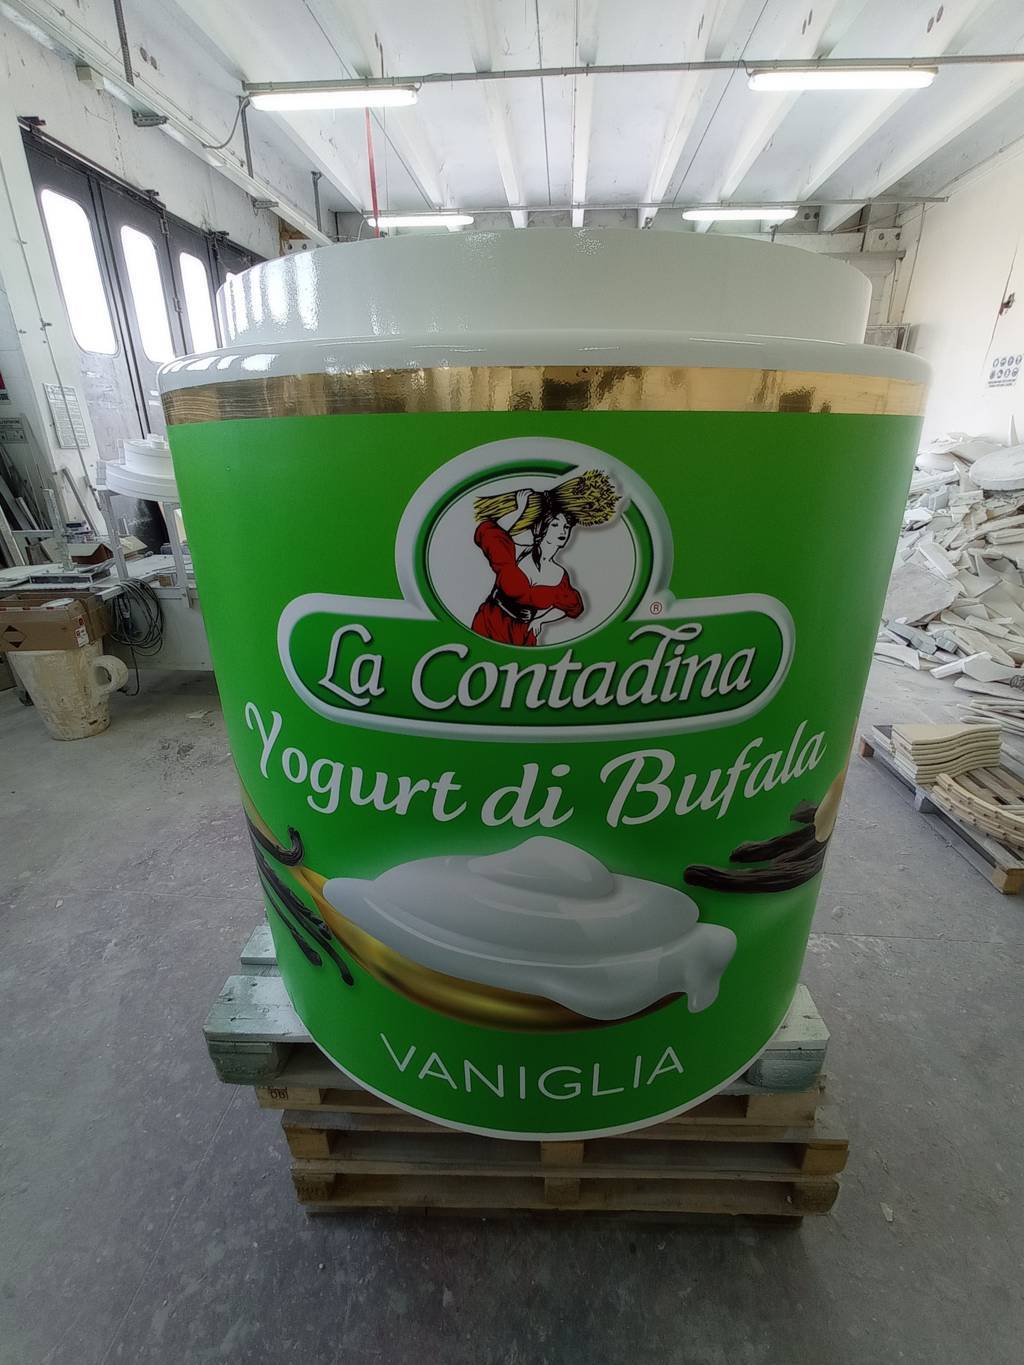 ®
La Contadina
Yogurt di Bufala
VANIGLIA